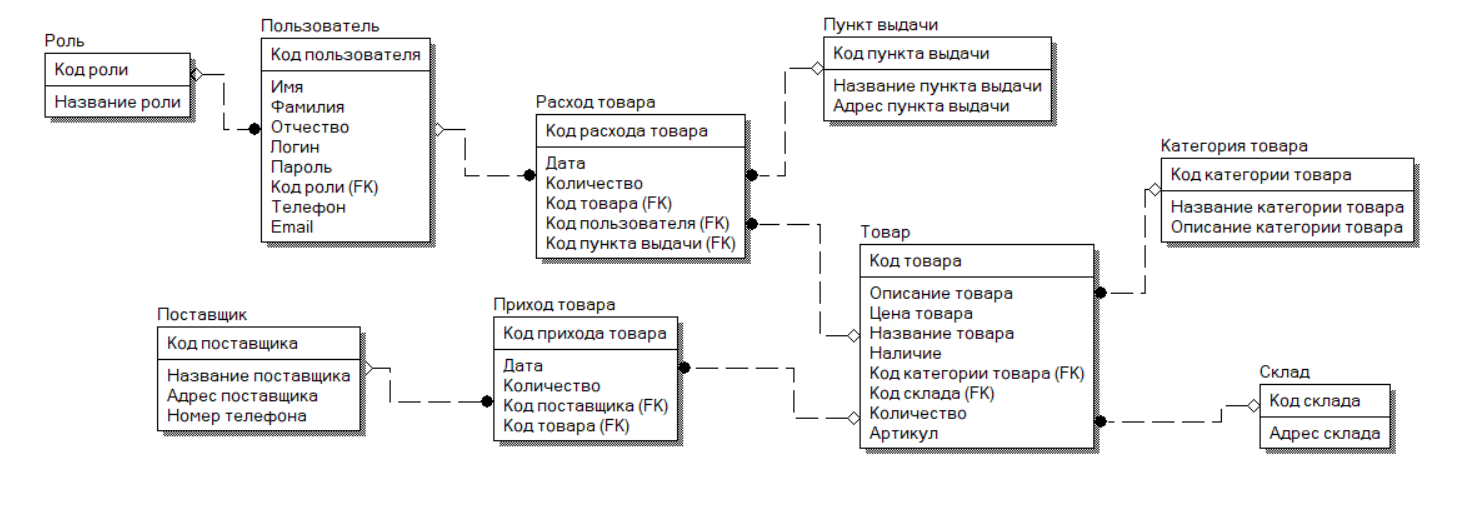 Роль
Код роли
Название роли
Пользователь
Код пользователя
Имя
Фамилия
Отчество
Логин
Пароль
Код роли (FK)
Телефон
Email
Расход товара
Код расхода товара
Дата
Количество
Код товара (FK)
Код пользователя (FK)
Код пункта выдачи (FK)
Пункт выдачи
Код пункта выдачи
Название пункта выдачи
Адрес пункта выдачи
Категория товара
Код категории товара
Название категории товара
Описание категории товара
Поставщик
Код поставщика
Название поставщика
Адрес поставщика
Номер телефона
Приход товара
Код прихода товара
Дата
Количество
Код поставщика (FK)
Код товара (FK)
Товар
Код товара
Описание товара
Цена товара
Название товара
Наличие
Код категории товара (FK)
Код склада (FK)
Количество
Артикул
Склад
Код склада
Адрес склада